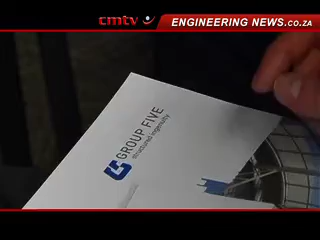 cmtv
ENGINEERING NEWS.CO.ZA
GROUP FIVE
structured ingenuity